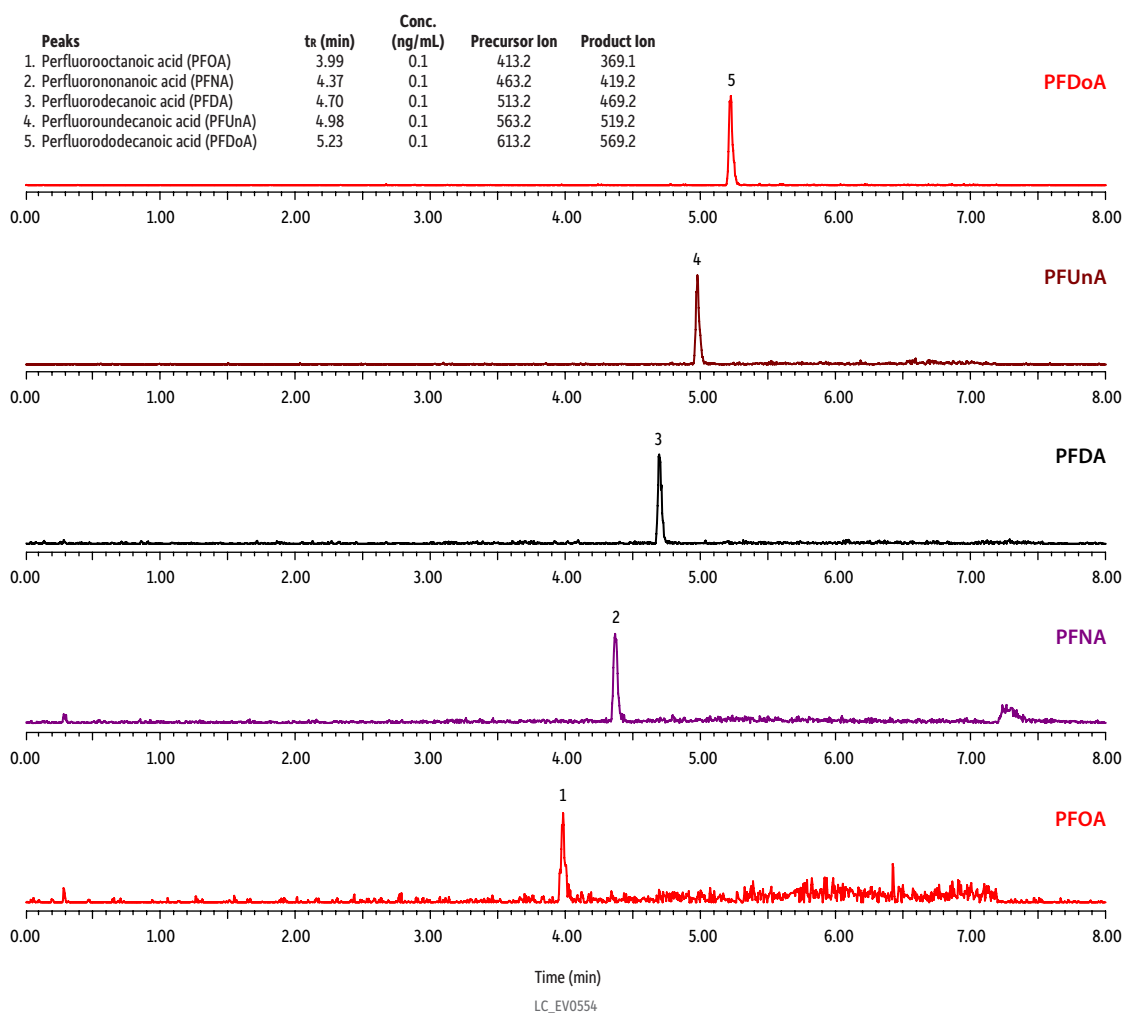 Peaks tR (min) Conc. (ng/mL) Precursor Ion Product Ion
1. Perfluorooctanoic acid (PFOA) 3.99 0.1 413.2 369.1
2. Perfluorononanoic acid (PFNA) 4.37 0.1 463.2 419.2
3. Perfluorodecanoic acid (PFDA) 4.70 0.1 513.2 469.2
4. Perfluoroundecanoic acid (PFUnA) 4.98 0.1 563.2 519.2
5. Perfluorododecanoic acid (PFDoA) 5.23 0.1 613.2 569.2
5
PFDoA
0.00 1.00 2.00 3.00 4.00 5.00 6.00 7.00 8.00
4
PFUnA
0.00 1.00 2.00 3.00 4.00 5.00 6.00 7.00 8.00
3
PFDA
0.00 1.00 2.00 3.00 4.00 5.00 6.00 7.00 8.00
2
PFNA
0.00 1.00 2.00 3.00 4.00 5.00 6.00 7.00 8.00
1
PFOA
0.00 1.00 2.00 3.00 4.00 5.00 6.00 7.00 8.00
Time (min)
LC_EV0554